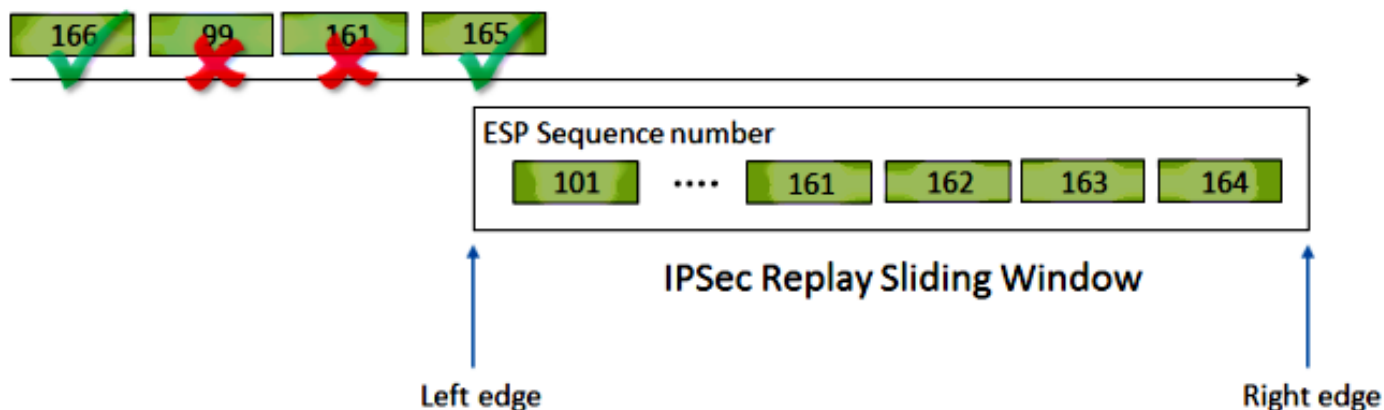 166 99 161 165
ESP Sequence number
101 .... 161 162 163 164
IPSec Replay Sliding Window
Left edge Right edge